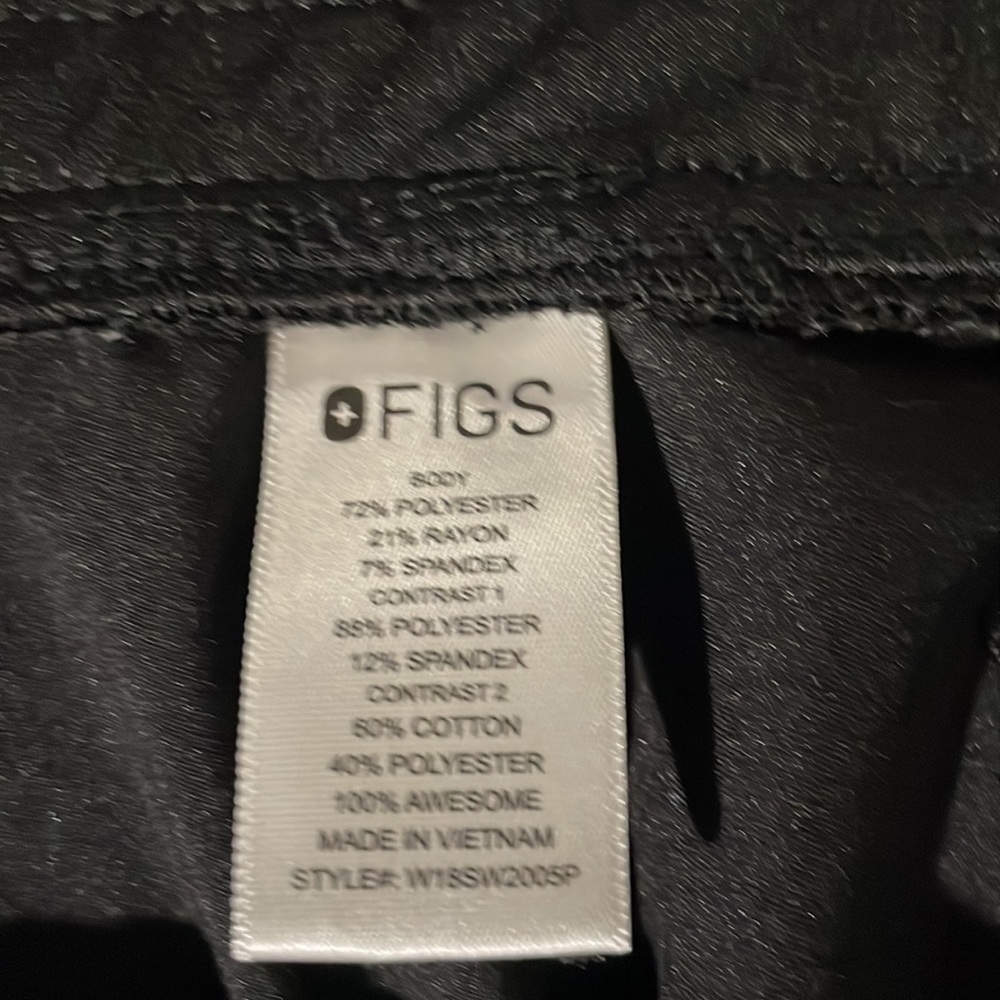 FIGS
BODY
72% POLYESTER
21% RAYON
7% SPANDEX
CONTRAST 1
88% POLYESTER
12% SPANDEX
CONTRAST 2
60% COTTON
40% POLYESTER
100% AWESOME
MADE IN VIETNAM
STYLE#: W18SW2005P